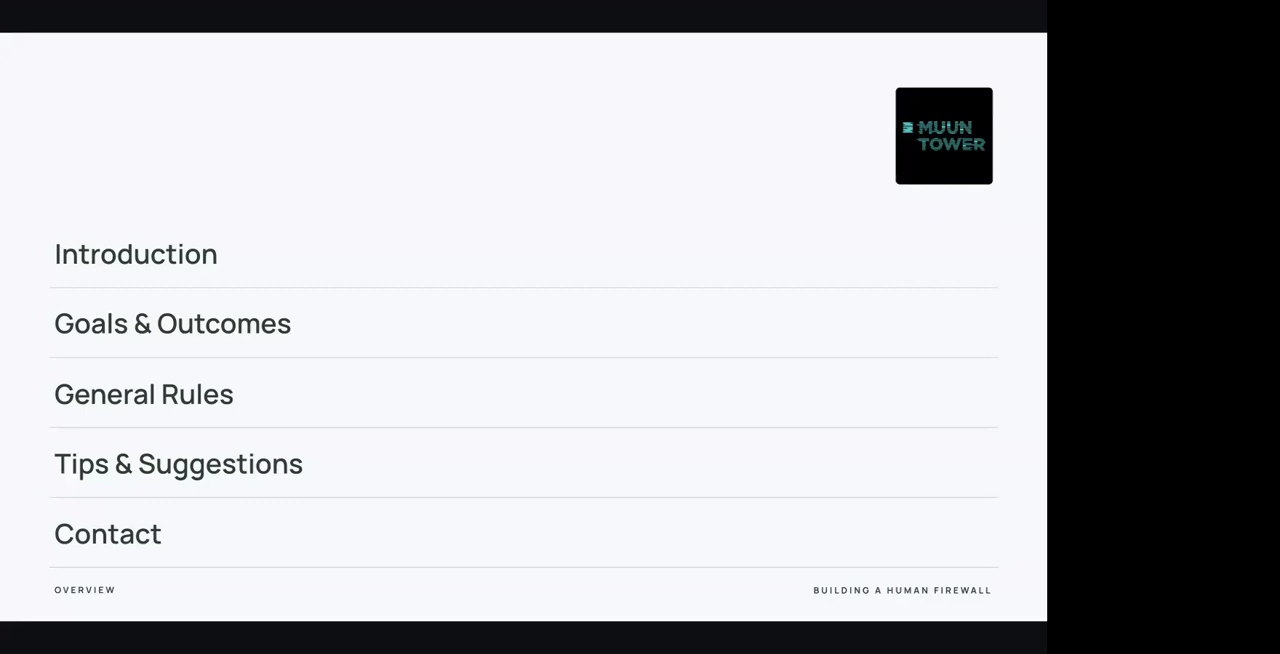 MUUN
TOWER
Introduction
Goals & Outcomes
General Rules
Tips & Suggestions
Contact
OVERVIEW
BUILDING A HUMAN FIREWALL